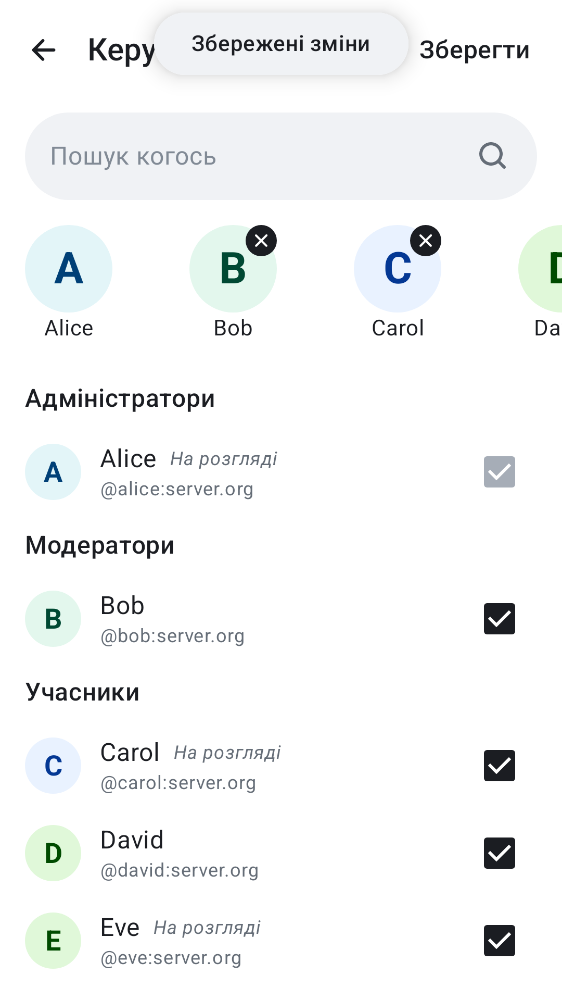 Керу
Збережені зміни
Зберегти
Пошук когось
A
B
C
D
Alice
Bob
Carol
Da
Адміністратори
A
Alice На розгляді
@alice:server.org
Модератори
B
Bob
@bob:server.org
Учасники
C
Carol На розгляді
@carol:server.org
D
David
@david:server.org
E
Eve На розгляді
@eve:server.org